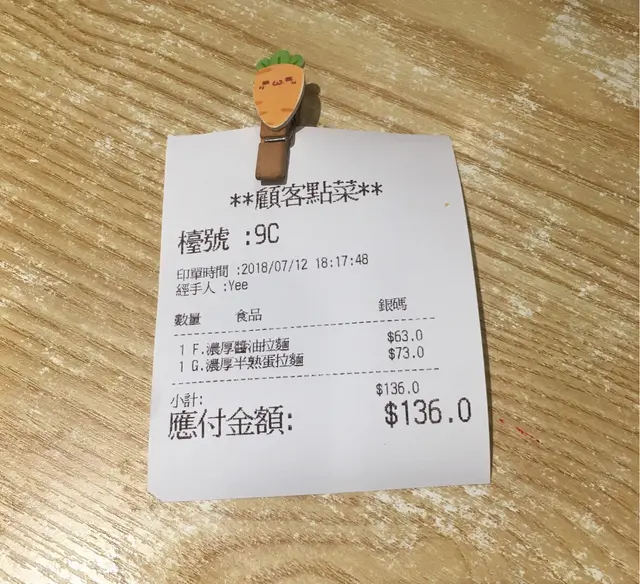 **顧客點菜**
檯號 :9C
印單時間 :2018/07/12 18:17:48
經手人 :Yee
數量 食品 銀碼
1 F.濃厚醬油拉麵 $63.0
1 G.濃厚半熟蛋拉麵 $73.0
小計: $136.0
應付金額: $136.0